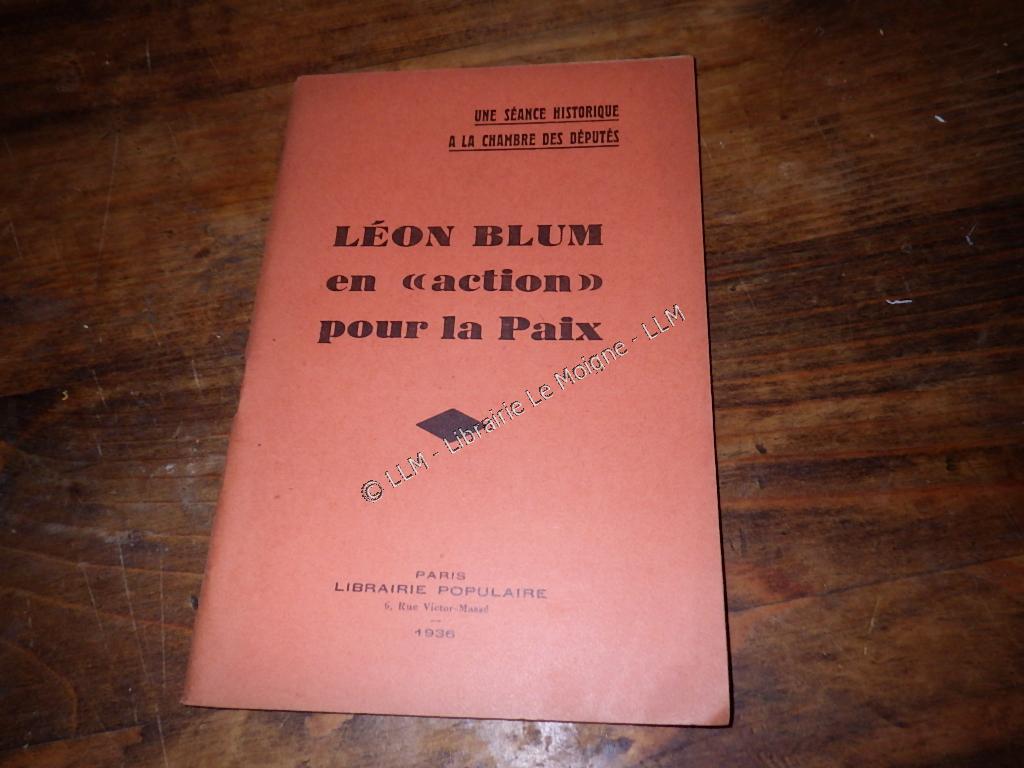 UNE SÉANCE HISTORIQUE
A LA CHAMBRE DES DÉPUTÉS
LÉON BLUM
en «action»
pour la Paix
© LLM - Librairie Le Moigne - LLM
PARIS
LIBRAIRIE POPULAIRE
6, Rue Victor-Massé
1936